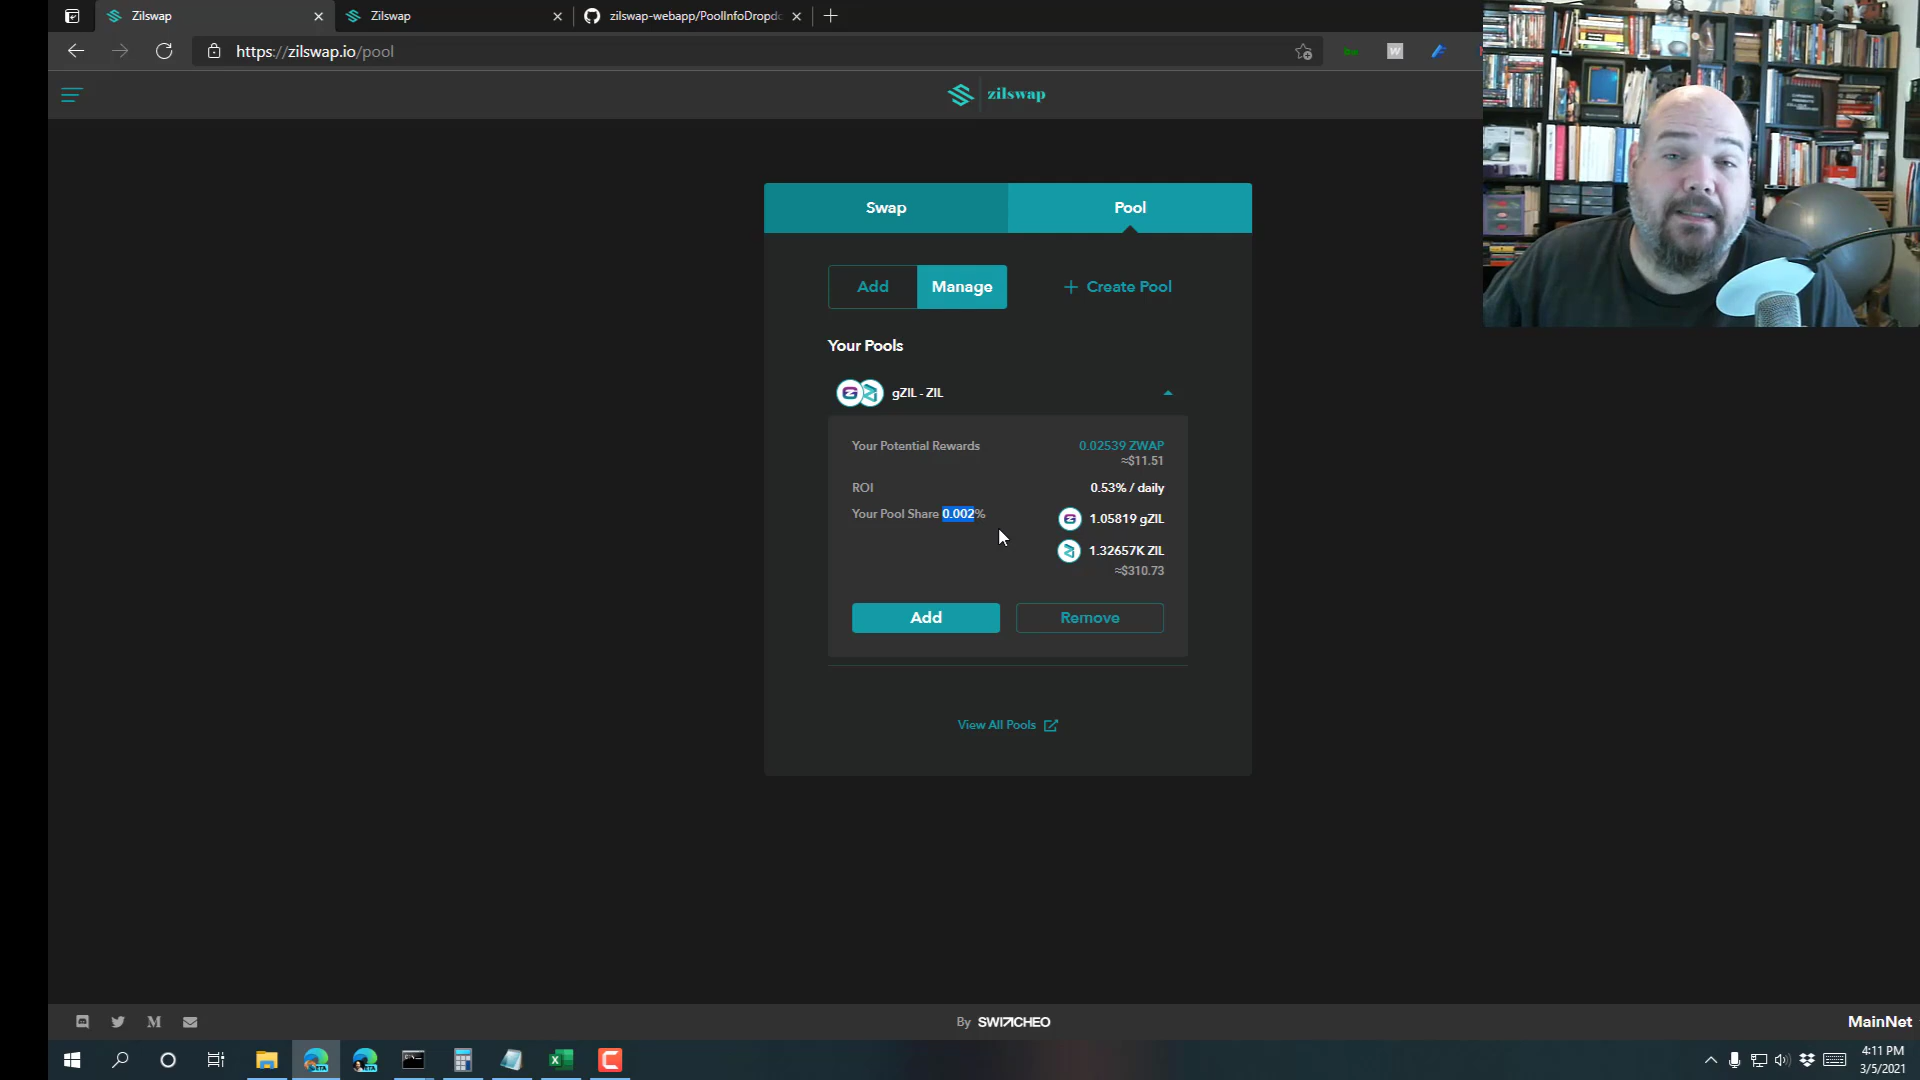 Zilswap
Zilswap
zilswap-webapp/PoolInfoDropdo
https://zilswap.io/pool
W
zilswap
Swap
Pool
Add
Manage
+ Create Pool
Your Pools
gZIL - ZIL
Your Potential Rewards
0.02539 ZWAP
≈$11.51
ROI
0.53% / daily
Your Pool Share 0.002%
1.05819 gZIL
1.32657K ZIL
≈$310.73
Add
Remove
View All Pools
M
By SWITCHEO
MainNet
4:11 PM
3/5/2021